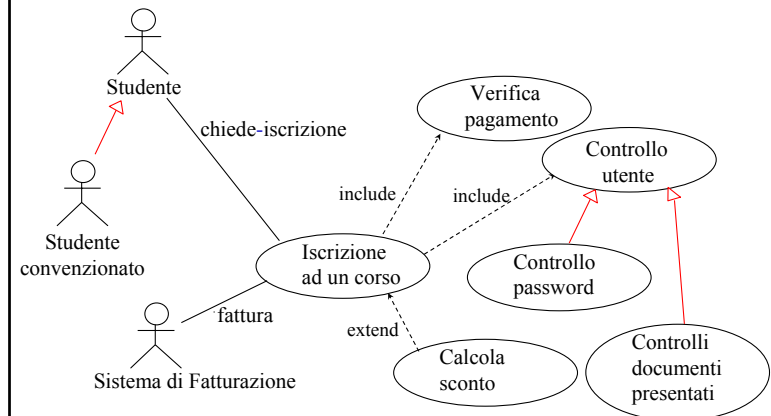 Studente
chiede-iscrizione
Verifica
pagamento
Controllo
utente
include
include
Studente
convenzionato
Iscrizione
ad un corso
Controllo
password
fattura
extend
Sistema di Fatturazione
Calcola
sconto
Controlli
documenti
presentati